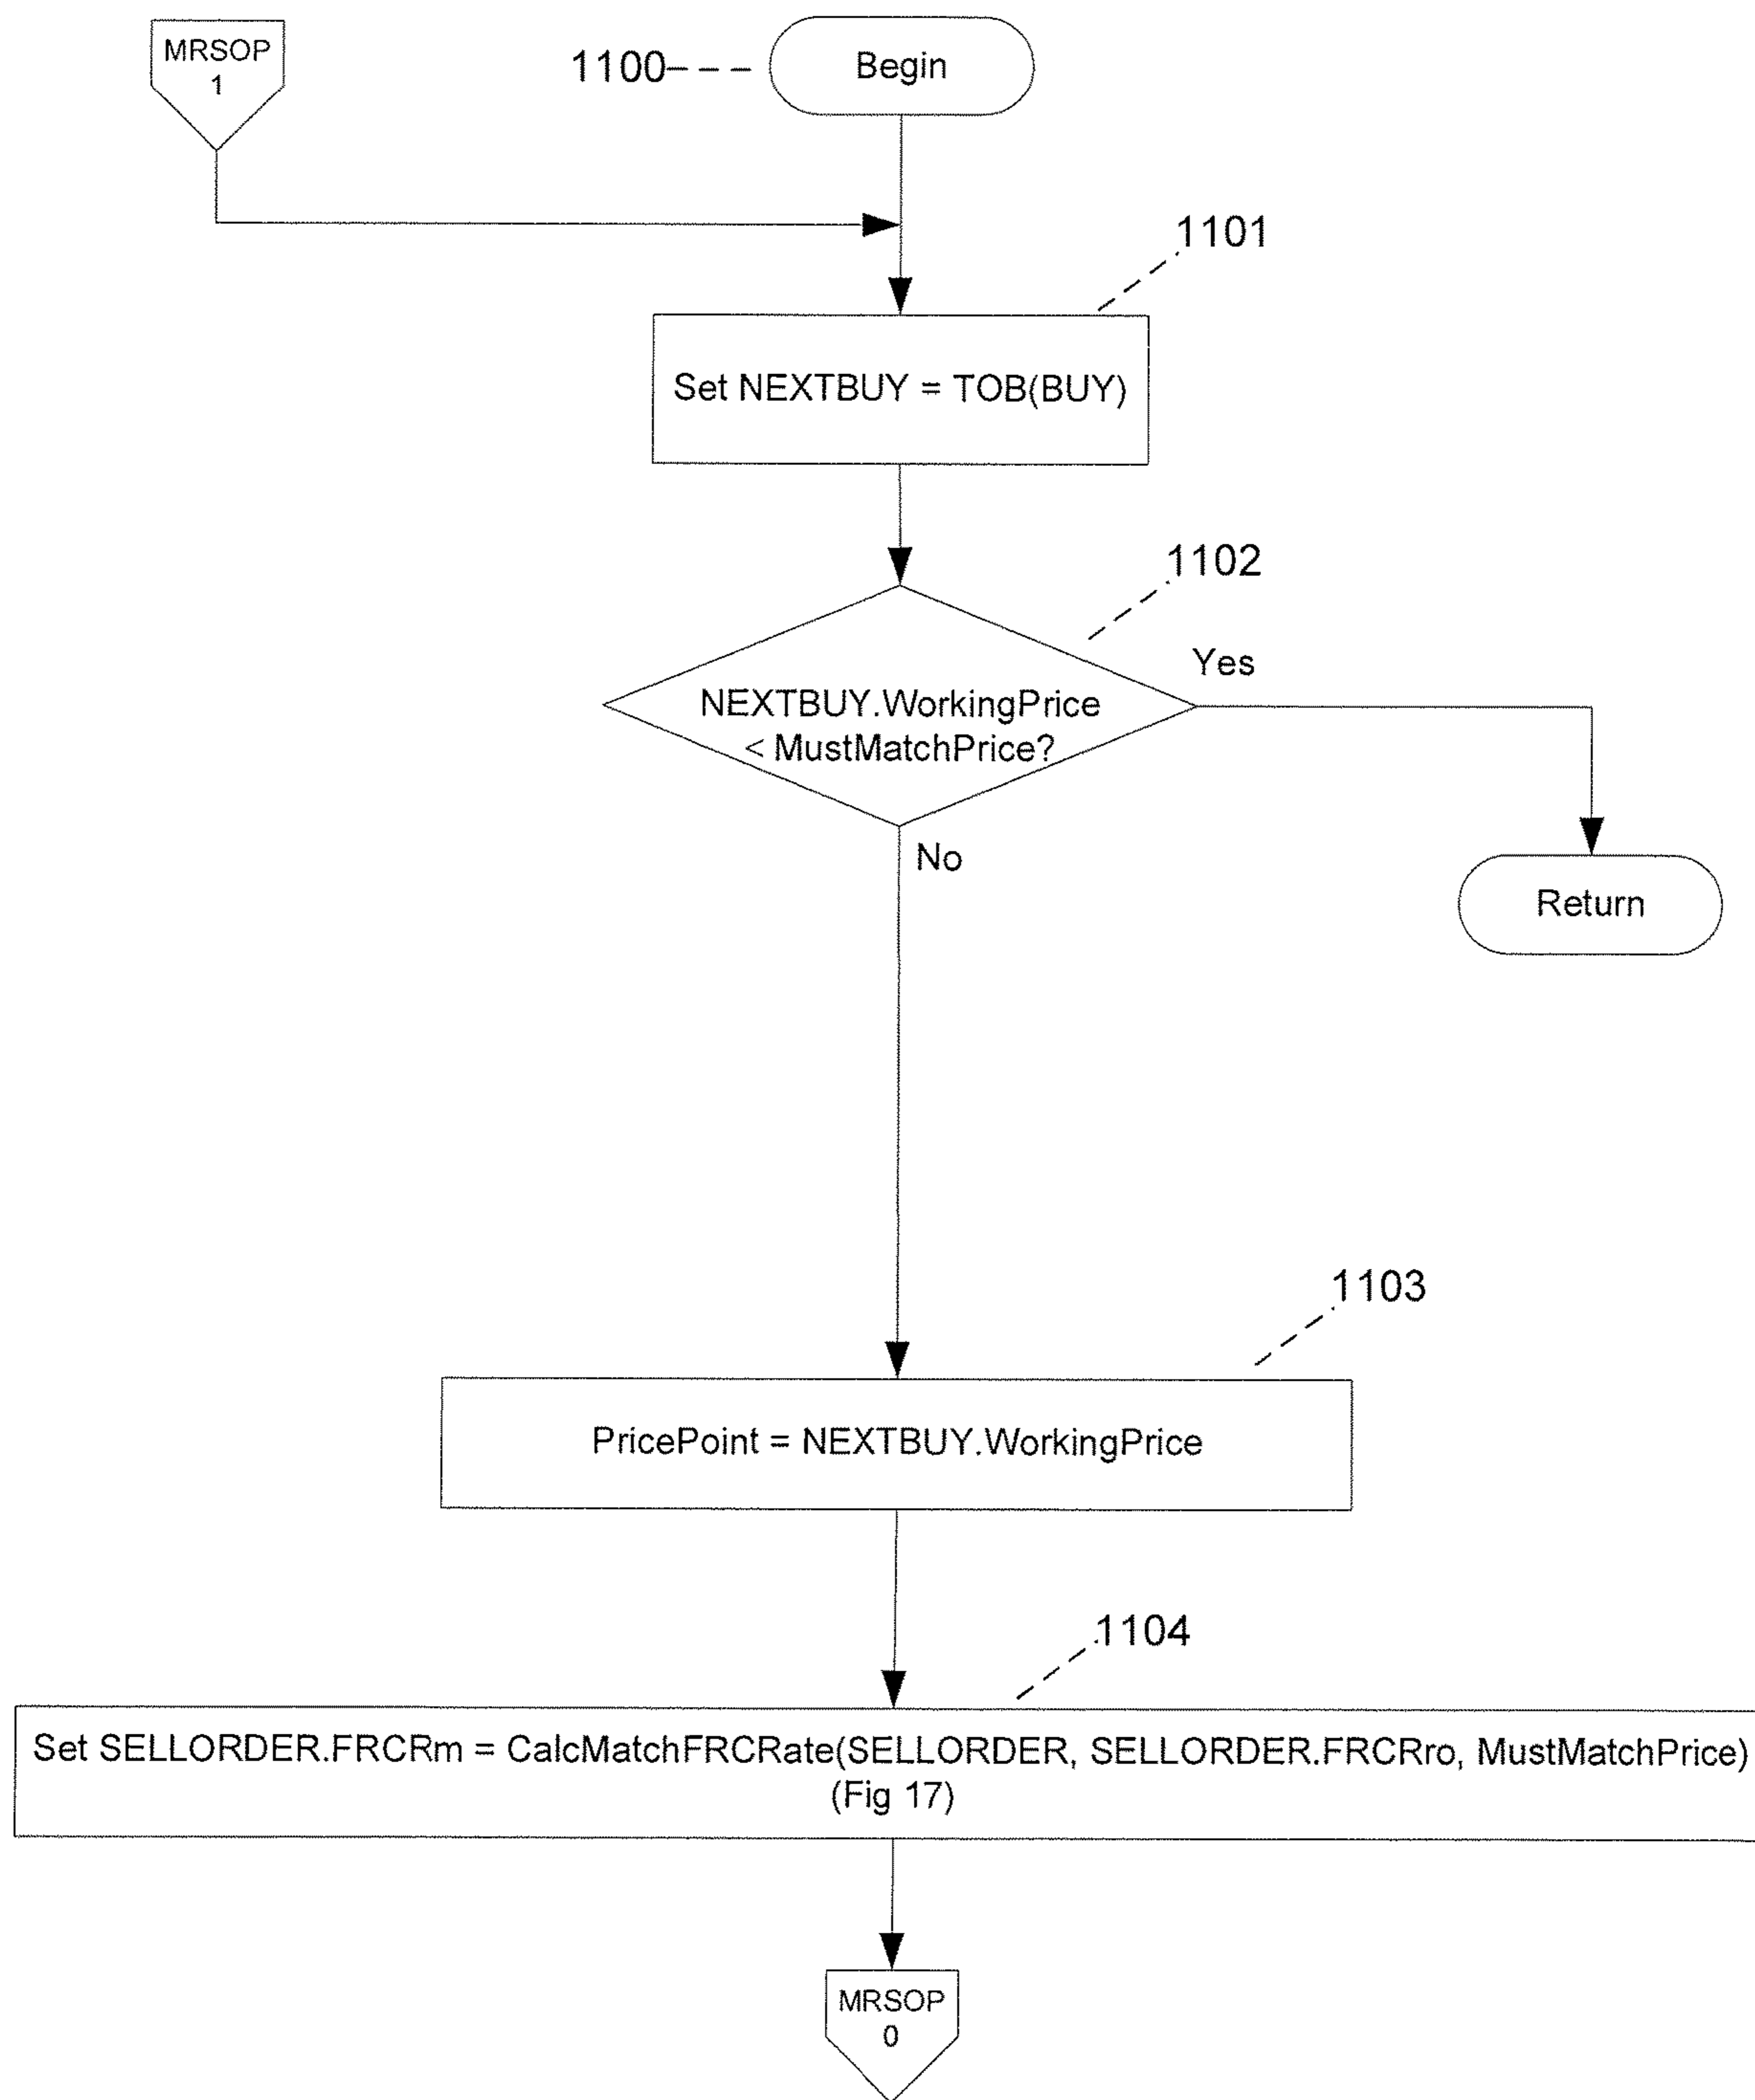 MRSOP
1
1100
Begin
1101
Set NEXTBUY = TOB(BUY)
1102
Yes
NEXTBUY.WorkingPrice
< MustMatchPrice?
No
Return
1103
PricePoint = NEXTBUY.WorkingPrice
1104
Set SELLORDER.FRCRm = CalcMatchFRCRate(SELLORDER, SELLORDER.FRCRro, MustMatchPrice)
(Fig 17)
MRSOP
0